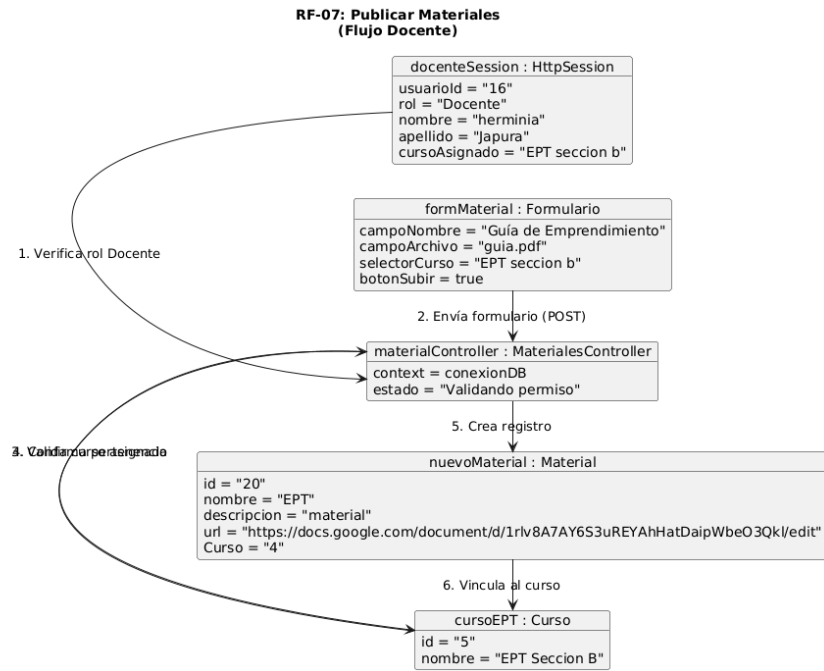 RF-07: Publicar Materiales
(Flujo Docente)
docenteSession : HttpSession
usuarioId = "16"
rol = "Docente"
nombre = "herminia"
apellido = "Japura"
cursoAsignado = "EPT seccion b"
formMaterial : Formulario
campoNombre = "Guía de Emprendimiento"
campoArchivo = "guia.pdf"
selectorCurso = "EPT seccion b"
botonSubir = true
1. Verifica rol Docente
2. Envía formulario (POST)
materialController : MaterialesController
context = conexionDB
estado = "Validando permiso"
5. Crea registro
nuevoMaterial : Material
id = "20"
nombre = "EPT"
descripcion = "material"
url = "https://docs.google.com/document/d/1rlv8A7AY6S3uREYAhHatDaipWbeO3Qkl/edit"
Curso = "4"
6. Vincula al curso
cursoEPT : Curso
id = "5"
nombre = "EPT Seccion B"